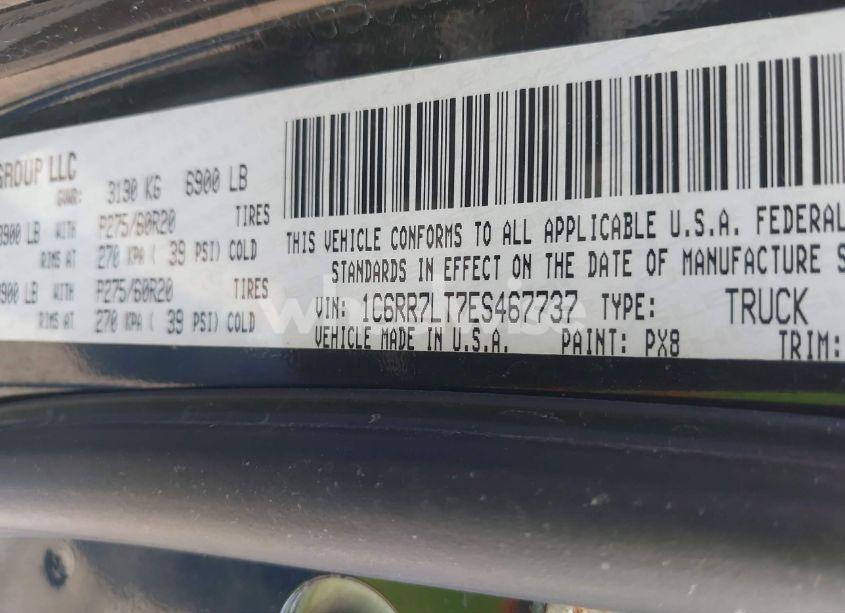 GROUP LLC
GVWR: 3130 KG 6900 LB
3900 LB WITH P275/60R20 TIRES
RIMS AT 270 KPA ( 39 PSI) COLD
900 LB WITH P275/60R20 TIRES
RIMS AT 270 KPA ( 39 PSI) COLD
THIS VEHICLE CONFORMS TO ALL APPLICABLE U.S.A. FEDERAL
STANDARDS IN EFFECT ON THE DATE OF MANUFACTURE S
VIN: 1C6RR7LT7ES467737 TYPE: TRUCK
VEHICLE MADE IN U.S.A. PAINT: PX8 TRIM: